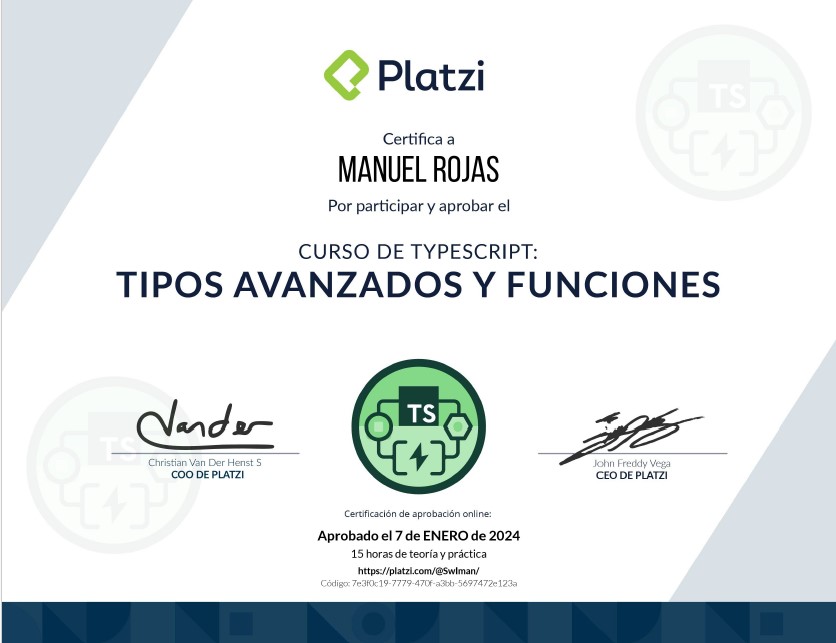 Platzi
TS
Certifica a
MANUEL ROJAS
Por participar y aprobar el
CURSO DE TYPESCRIPT:
TIPOS AVANZADOS Y FUNCIONES
Vander
TS
TS
Christian Van Der Henst S
COO DE PLATZI
John Freddy Vega
CEO DE PLATZI
Certificación de aprobación online:
Aprobado el 7 de ENERO de 2024
15 horas de teoría y práctica
https://platzi.com/@SwIman/
Código: 7e3f0c19-7779-470f-a3bb-5697472e123a